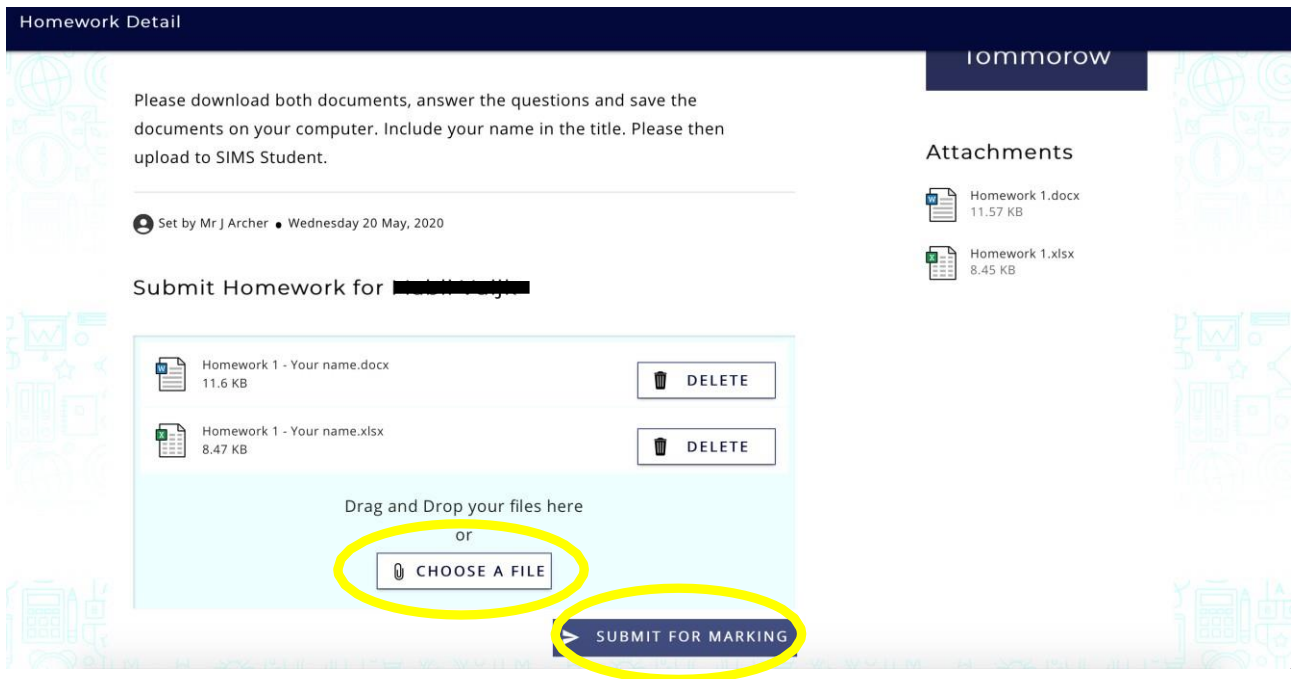 Homework Detail
Tommorow
Please download both documents, answer the questions and save the
documents on your computer. Include your name in the title. Please then
upload to SIMS Student.
Set by Mr J Archer • Wednesday 20 May, 2020
Submit Homework for
Homework 1 - Your name.docx
11.6 KB
DELETE
Homework 1 - Your name.xlsx
8.47 KB
DELETE
Drag and Drop your files here
or
CHOOSE A FILE
SUBMIT FOR MARKING
Attachments
Homework 1.docx
11.57 KB
Homework 1.xlsx
8.45 KB